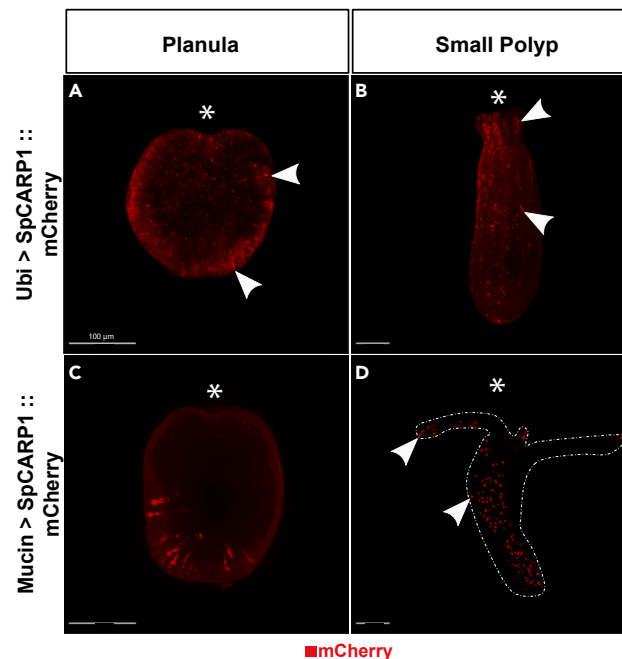 Planula
Small Polyp
Ubi > SpCARP1 ::
mCherry
A
*
B
*
100 µm
Mucin > SpCARP1 ::
mCherry
C
*
D
*
mCherry